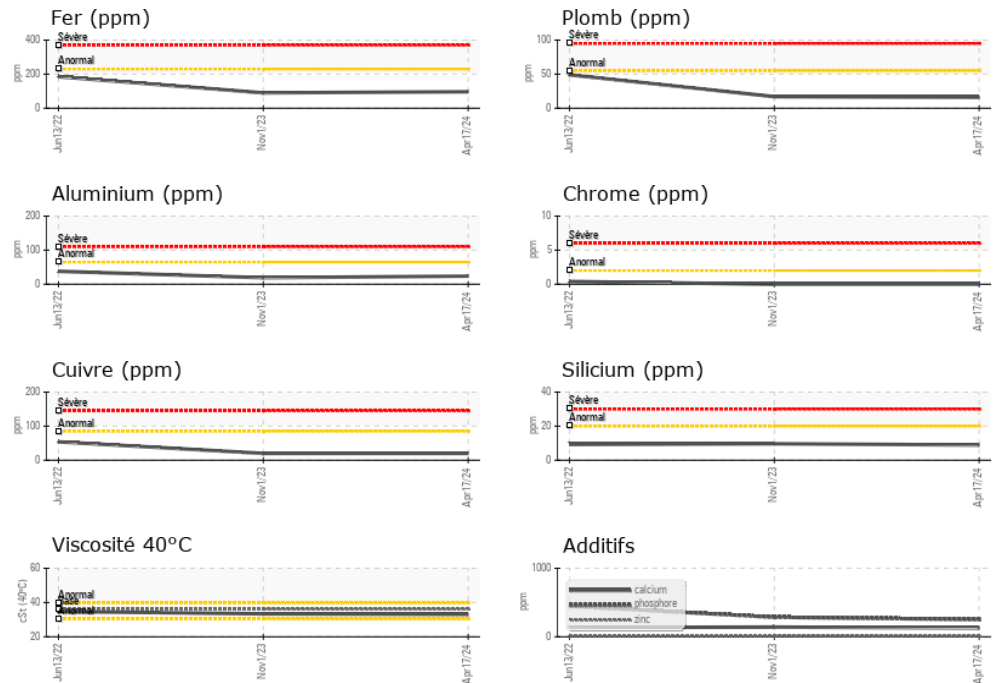 Fer (ppm)
400
200
0
ppm
Sévère
Anormal
Jun13/22
Nov1/23
Apr17/24
Plomb (ppm)
100
50
0
ppm
Sévère
Anormal
Jun13/22
Nov1/23
Apr17/24
Aluminium (ppm)
200
100
0
ppm
Sévère
Anormal
Jun13/22
Nov1/23
Apr17/24
Chrome (ppm)
10
5
0
ppm
Sévère
Anormal
Jun13/22
Nov1/23
Apr17/24
Cuivre (ppm)
200
100
0
ppm
Sévère
Anormal
Jun13/22
Nov1/23
Apr17/24
Silicium (ppm)
40
20
0
ppm
Sévère
Anormal
Jun13/22
Nov1/23
Apr17/24
Viscosité 40°C
60
40
20
cSt (40°C)
Anormal
Base
Anormal
Jun13/22
Nov1/23
Apr17/24
Additifs
1000
0
ppm
calcium
phosphore
zinc
Jun13/22
Nov1/23
Apr17/24